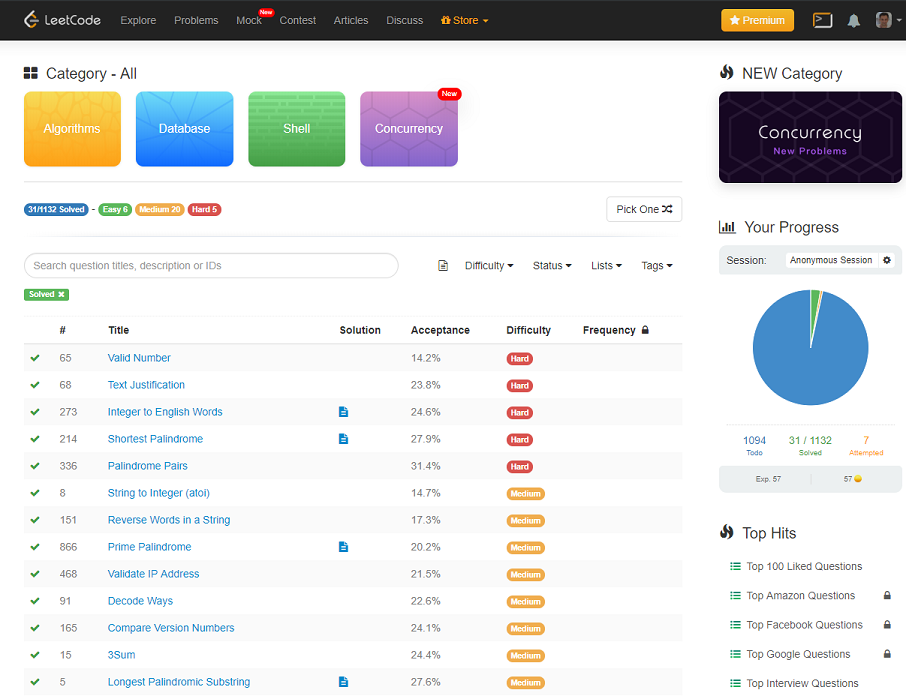 LeetCode Explore Problems Mock New Contest Articles Discuss Store Premium
Category - All
Algorithms Database Shell Concurrency New
31/1132 Solved - Easy 6 Medium 20 Hard 5 Pick One
Search question titles, description or IDs Difficulty Status Lists Tags
Solved ×
# Title Solution Acceptance Difficulty Frequency
65 Valid Number 14.2% Hard
68 Text Justification 23.8% Hard
273 Integer to English Words 24.6% Hard
214 Shortest Palindrome 27.9% Hard
336 Palindrome Pairs 31.4% Hard
8 String to Integer (atoi) 14.7% Medium
151 Reverse Words in a String 17.3% Medium
866 Prime Palindrome 20.2% Medium
468 Validate IP Address 21.5% Medium
91 Decode Ways 22.6% Medium
165 Compare Version Numbers 24.1% Medium
15 3Sum 24.4% Medium
5 Longest Palindromic Substring 27.6% Medium
NEW Category
Concurrency
New Problems
Your Progress
Session: Anonymous Session
1094 31 / 1132 7
Todo Solved Attempted
Exp. 57 57
Top Hits
Top 100 Liked Questions
Top Amazon Questions
Top Facebook Questions
Top Google Questions
Top Interview Questions